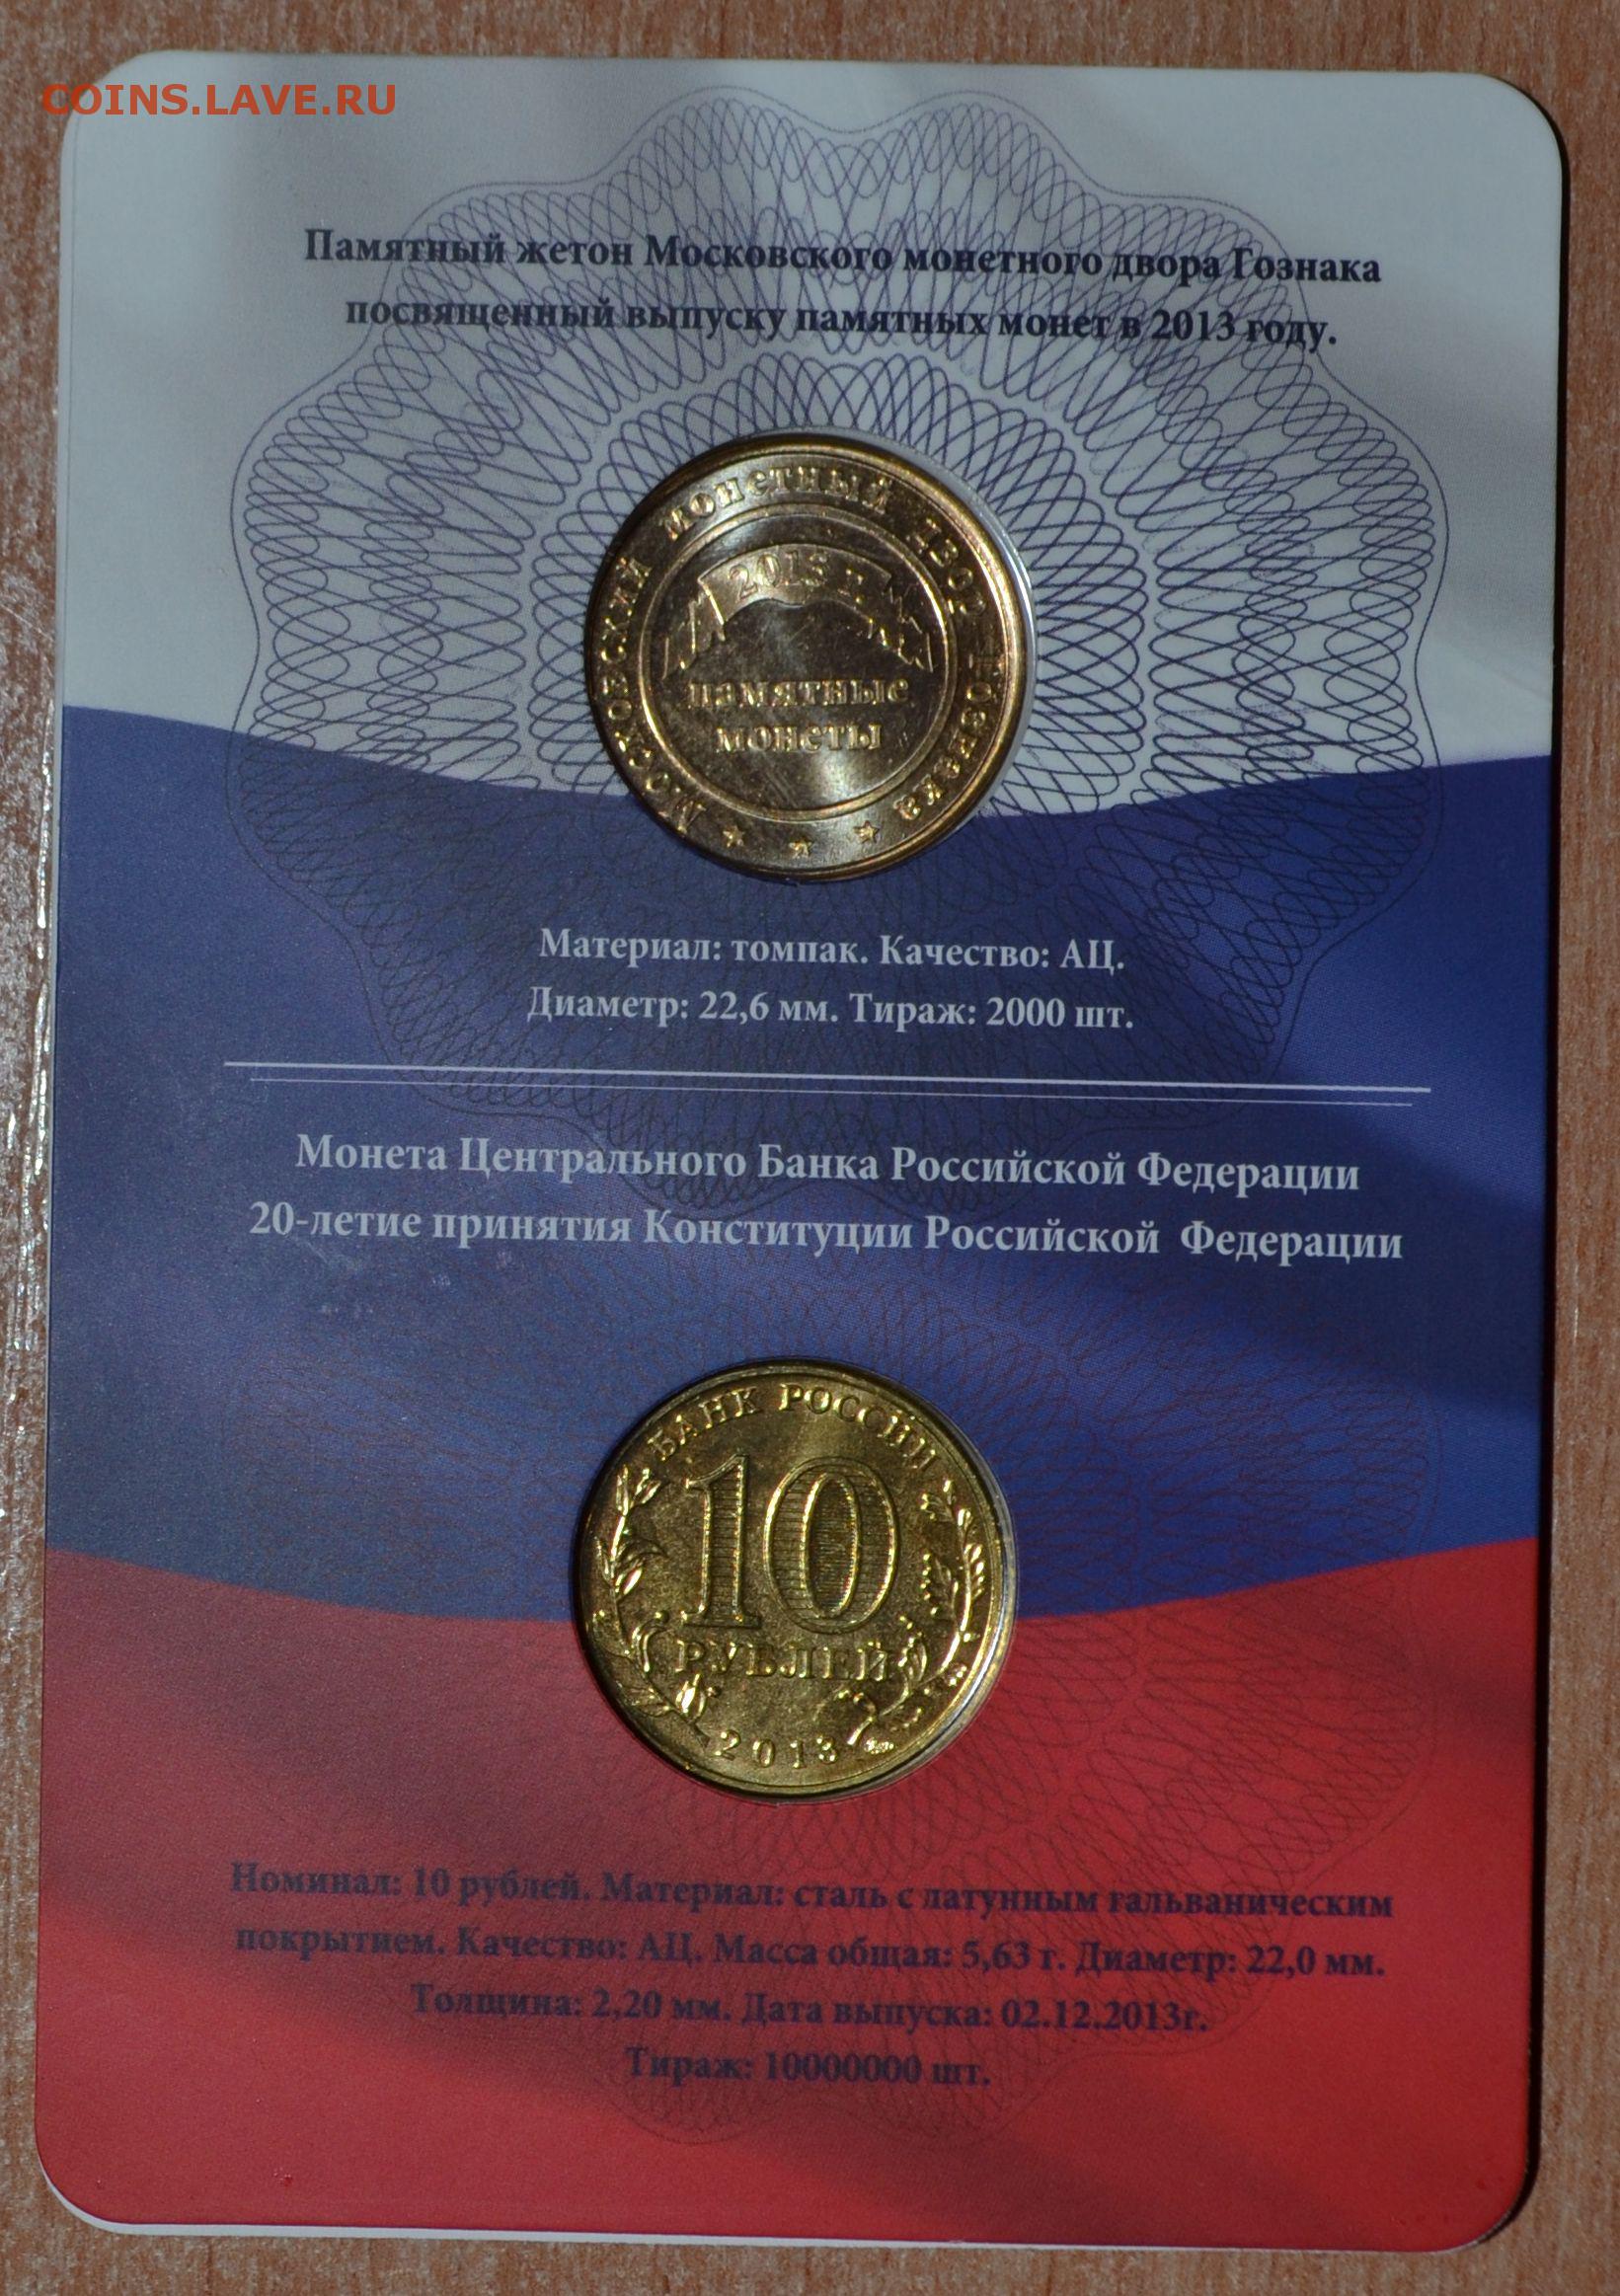 COINS.LAVE.RU
Памятный жетон Московского монетного двора Гознака
посвященный выпуску памятных монет в 2013 году.
Московский монетный двор Гознака
2013 г.
памятные
монеты
Материал: томпак. Качество: АЦ.
Диаметр: 22,6 мм. Тираж: 2000 шт.
Монета Центрального Банка Российской Федерации
20-летие принятия Конституции Российской Федерации
БАНК РОССИИ
10
РУБЛЕЙ
2013
Номинал: 10 рублей. Материал: сталь с латунным гальваническим
покрытием. Качество: АЦ. Масса общая: 5,63 г. Диаметр: 22,0 мм.
Толщина: 2,20 мм. Дата выпуска: 02.12.2013г.
Тираж: 10000000 шт.